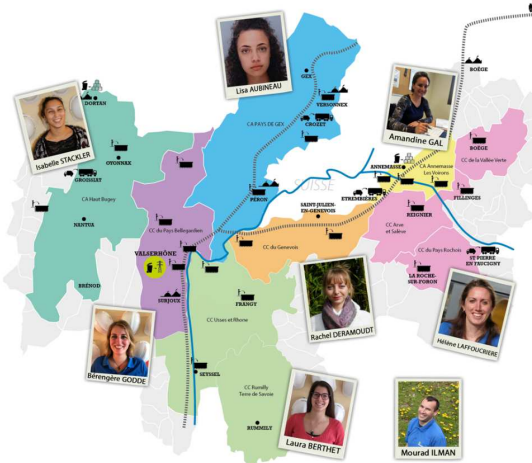 Lisa AUBINEAU
BOËGE
DORTAN
GEX
VERSONNEX
CA PAYS DE GEX
CROZET
Amandine GAL
BOËGE
CC de la Vallée Verte
Isabelle STACKLER
OYONNAX
ANNEMASSE
CA Annemasse
Les Voirons
GROISSIAT
PÉRON
SUISSE
ETREMBIÈRES
FILLINGES
CA Haut Bugey
SAINT-JULIEN-
EN-GENEVOIS
REIGNIER
NANTUA
CC du Pays Bellegardien
CC Arve
et Salève
CC du Genevois
CC du Pays Rochois
VALSERHÔNE
ST PIERRE
EN FAUCIGNY
LA ROCHE-
SUR-FORON
BRÉNOD
SURJOUX
FRANGY
CC Usses et Rhone
Rachel DERAMOUDT
Hélène LAFFOUCRIERE
Bérengère GODDE
SEYSSEL
CC Rumilly
Terre de Savoie
RUMILLY
Laura BERTHET
Mourad ILMAN